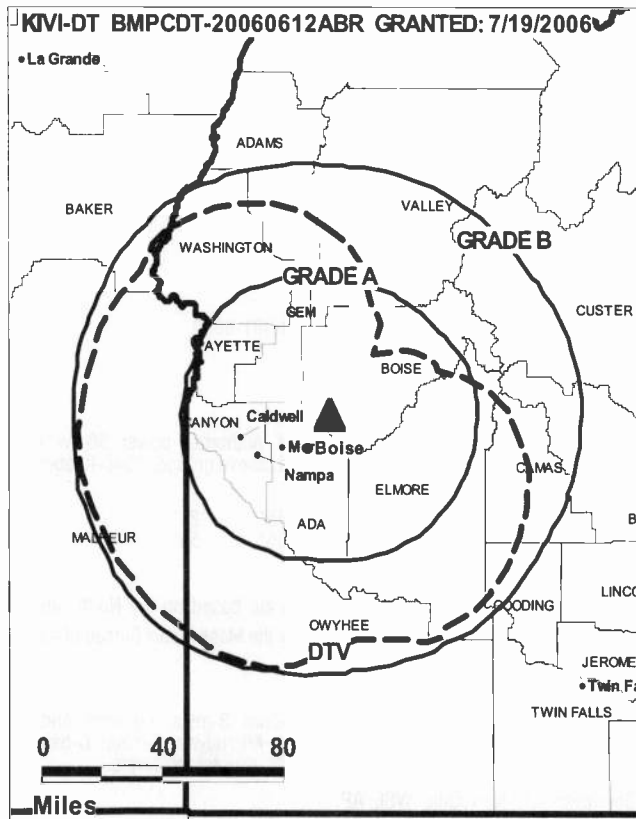 KIVI-DT BMPCDT-20060612ABR GRANTED: 7/19/2006
La Grande
ADAMS
BAKER
VALLEY
WASHINGTON
GRADE B
GRADE A
GEM
CUSTER
AYETTE
BOISE
CANYON
Caldwell
Boise
Nampa
CAMAS
ELMORE
ADA
MALHEUR
B
LINCO
GOODING
OWYHEE
DTV
JEROME
Twin Fa
TWIN FALLS
0 40 80
Miles